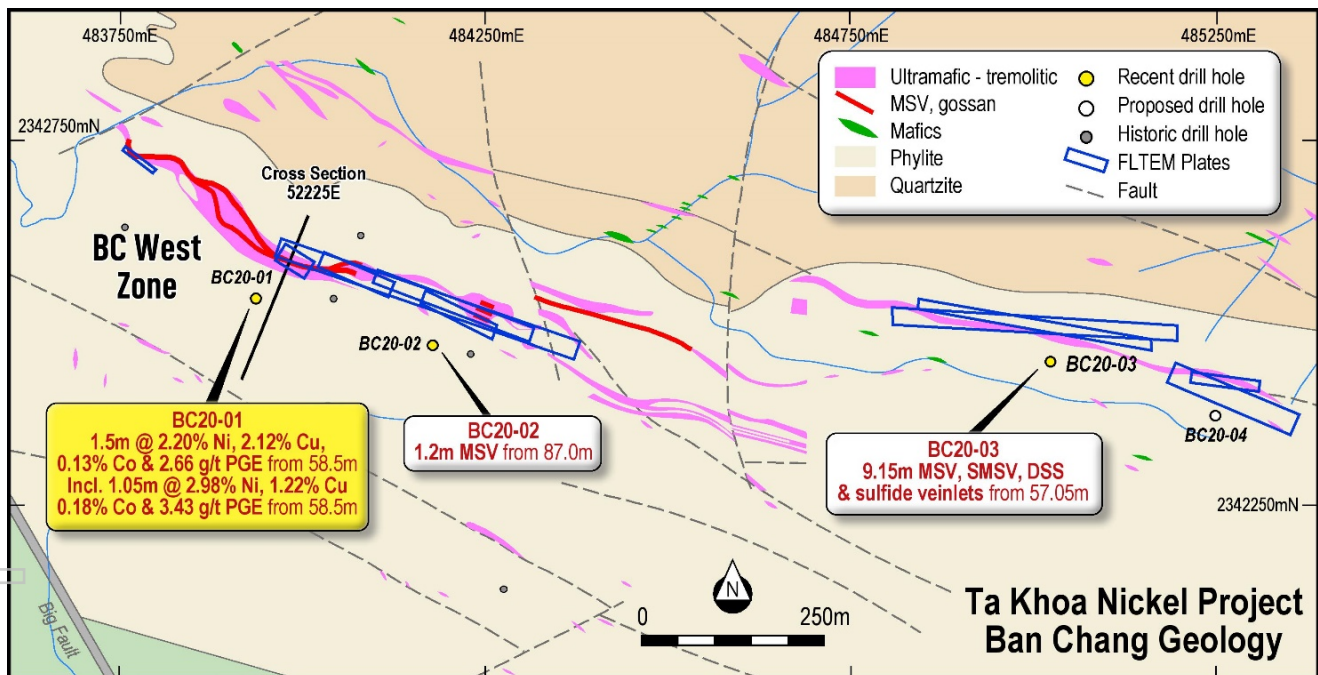 483750mE
484250mE
484750mE
485250mE
2342750mN
Ultramafic - tremolitic
MSV, gossan
Mafics
Phylite
Quartzite
Recent drill hole
Proposed drill hole
Historic drill hole
FLTEM Plates
Fault
Cross Section
52225E
BC West
Zone
BC20-01
BC20-02
BC20-03
BC20-04
BC20-01
1.5m @ 2.20% Ni, 2.12% Cu,
0.13% Co & 2.66 g/t PGE from 58.5m
Incl. 1.05m @ 2.98% Ni, 1.22% Cu
0.18% Co & 3.43 g/t PGE from 58.5m
BC20-02
1.2m MSV from 87.0m
BC20-03
9.15m MSV, SMSV, DSS
& sulfide veinlets from 57.05m
2342250mN
Big Fault
N
0
250m
Ta Khoa Nickel Project
Ban Chang Geology